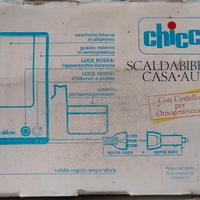 vaschetta interna
in alluminio
guscio esterno
in termoplastica
LUCE ROSSA:
l'apparecchio funziona
LUCE VERDE:
il biberon è pronto
cestello
portaomogeneizzati
chicco
SCALDABIBE
CASA•AU
Con Cestello
per
Omogeneizza
spina casa
spina auto
rotella regola temperatura